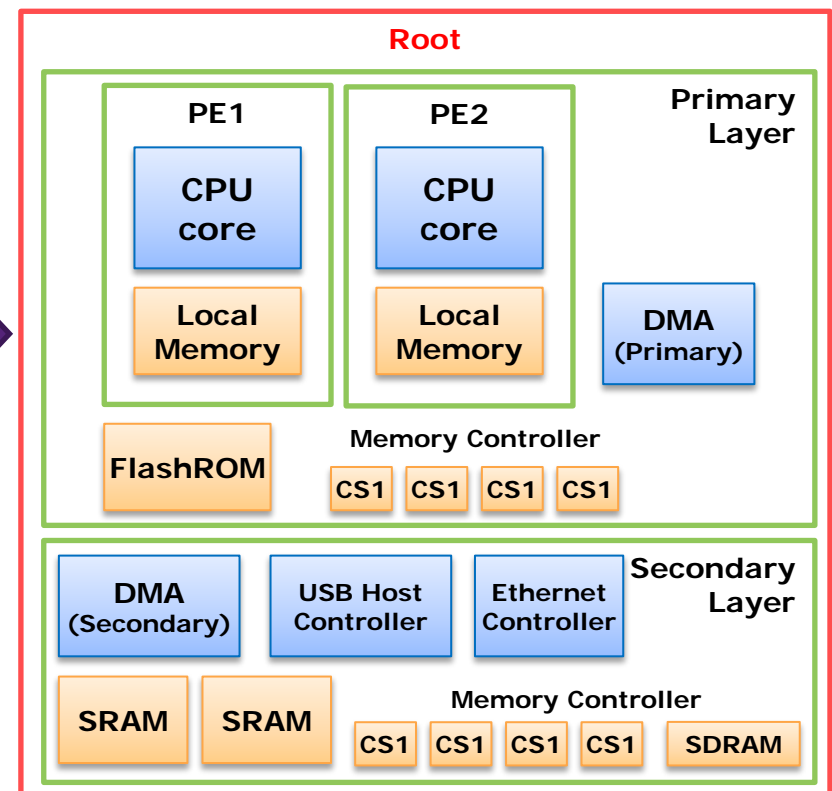 Root
Primary
Layer
PE1
CPU
core
Local
Memory
PE2
CPU
core
Local
Memory
DMA
(Primary)
FlashROM
Memory Controller
CS1 CS1 CS1 CS1
Secondary
Layer
DMA
(Secondary)
USB Host
Controller
Ethernet
Controller
SRAM SRAM
Memory Controller
CS1 CS1 CS1 CS1 SDRAM